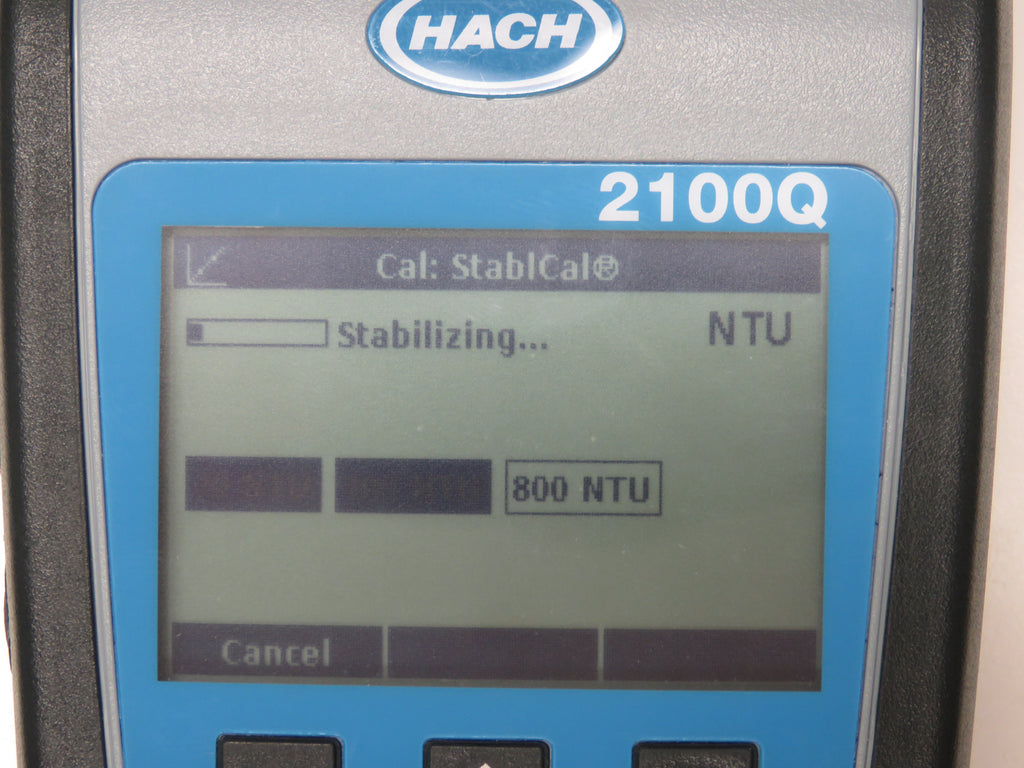 HACH
2100Q
Cal: StablCal®
Stabilizing... NTU
800 NTU
Cancel